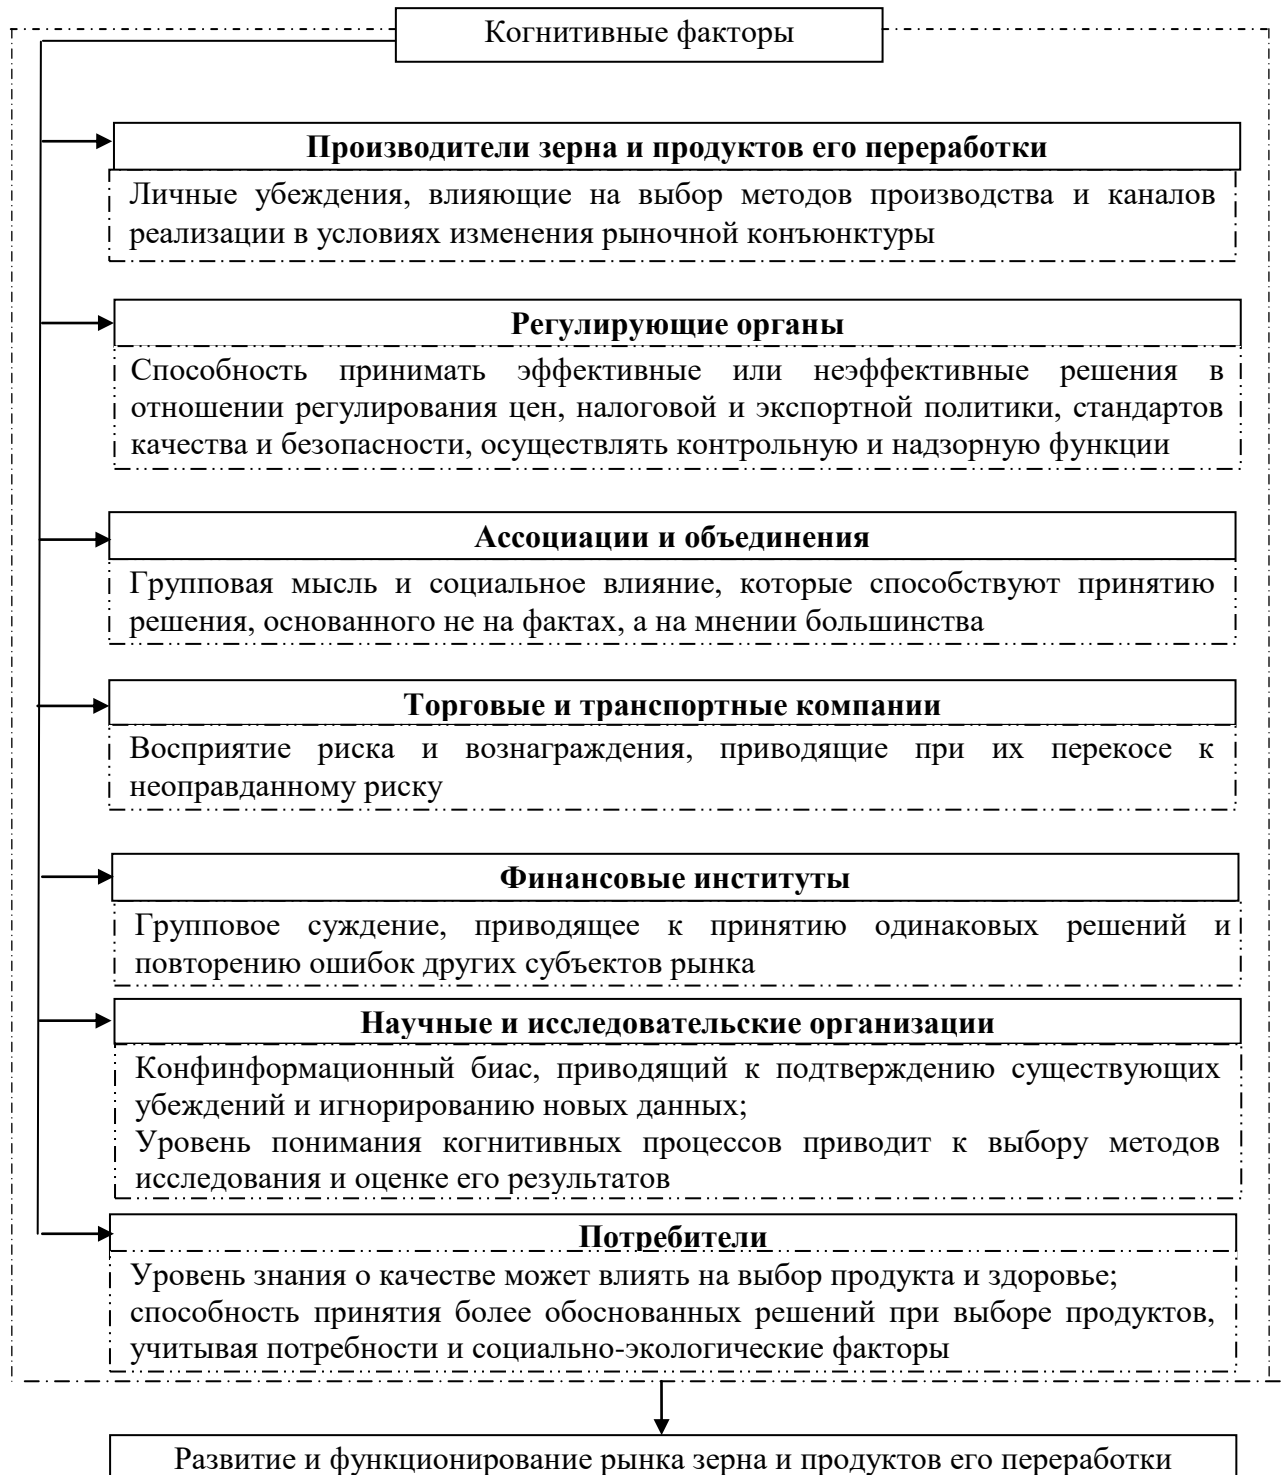 Когнитивные факторы
Производители зерна и продуктов его переработки
Личные убеждения, влияющие на выбор методов производства и каналов
реализации в условиях изменения рыночной конъюнктуры
Регулирующие органы
Способность принимать эффективные или неэффективные решения в
отношении регулирования цен, налоговой и экспортной политики, стандартов
качества и безопасности, осуществлять контрольную и надзорную функции
Ассоциации и объединения
Групповая мысль и социальное влияние, которые способствуют принятию
решения, основанного не на фактах, а на мнении большинства
Торговые и транспортные компании
Восприятие риска и вознаграждения, приводящие при их перекосе к
неоправданному риску
Финансовые институты
Групповое суждение, приводящее к принятию одинаковых решений и
повторению ошибок других субъектов рынка
Научные и исследовательские организации
Конфинформационный биас, приводящий к подтверждению существующих
убеждений и игнорированию новых данных;
Уровень понимания когнитивных процессов приводит к выбору методов
исследования и оценке его результатов
Потребители
Уровень знания о качестве может влиять на выбор продукта и здоровье;
способность принятия более обоснованных решений при выборе продуктов,
учитывая потребности и социально-экологические факторы
Развитие и функционирование рынка зерна и продуктов его переработки